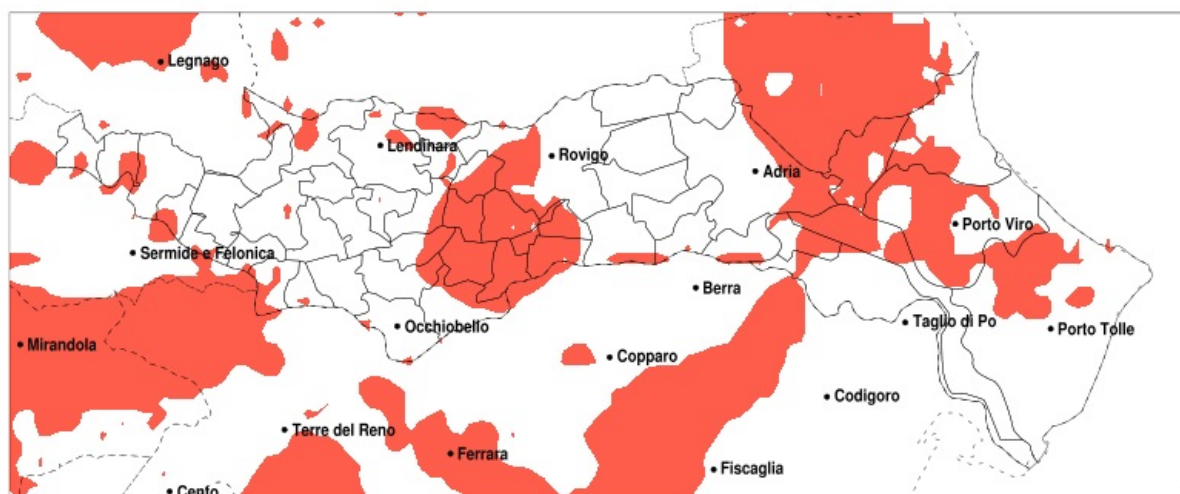 Legnago
Lendinara
Rovigo
Adria
Porto Viro
Sermide e Felonica
Berra
Taglio di Po
Porto Tolle
Occhiobello
Mirandola
Copparo
Codigoro
Terre del Reno
Ferrara
Fiscaglia
Cento